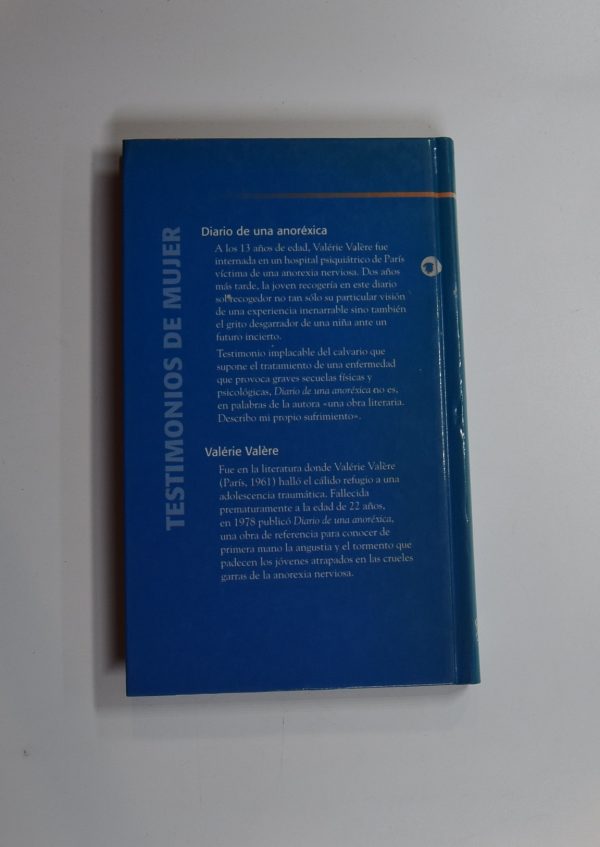 TESTIMONIOS DE MUJER
Diario de una anoréxica
A los 13 años de edad, Valérie Valère fue
internada en un hospital psiquiátrico de París
víctima de una anorexia nerviosa. Dos años
más tarde, la joven recogería en este diario
sobrecogedor no tan sólo su particular visión
de una experiencia inenarrable sino también
el grito desgarrador de una niña ante un
futuro incierto.
Testimonio implacable del calvario que
supone el tratamiento de una enfermedad
que provoca graves secuelas físicas y
psicológicas, Diario de una anoréxica no es,
en palabras de la autora «una obra literaria.
Describo mi propio sufrimiento».
Valérie Valère
Fue en la literatura donde Valérie Valère
(París, 1961) halló el cálido refugio a una
adolescencia traumática. Fallecida
prematuramente a la edad de 22 años,
en 1978 publicó Diario de una anoréxica,
una obra de referencia para conocer de
primera mano la angustia y el tormento que
padecen los jóvenes atrapados en las crueles
garras de la anorexia nerviosa.